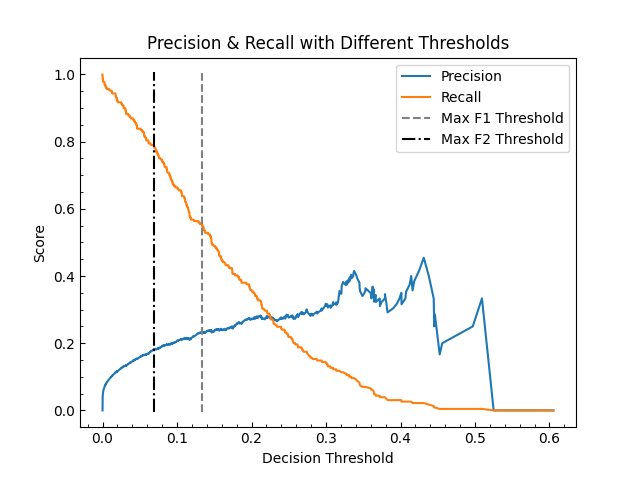 Precision & Recall with Different Thresholds
Precision
Recall
Max F1 Threshold
Max F2 Threshold
Score
1.0
0.8
0.6
0.4
0.2
0.0
0.0 0.1 0.2 0.3 0.4 0.5 0.6
Decision Threshold